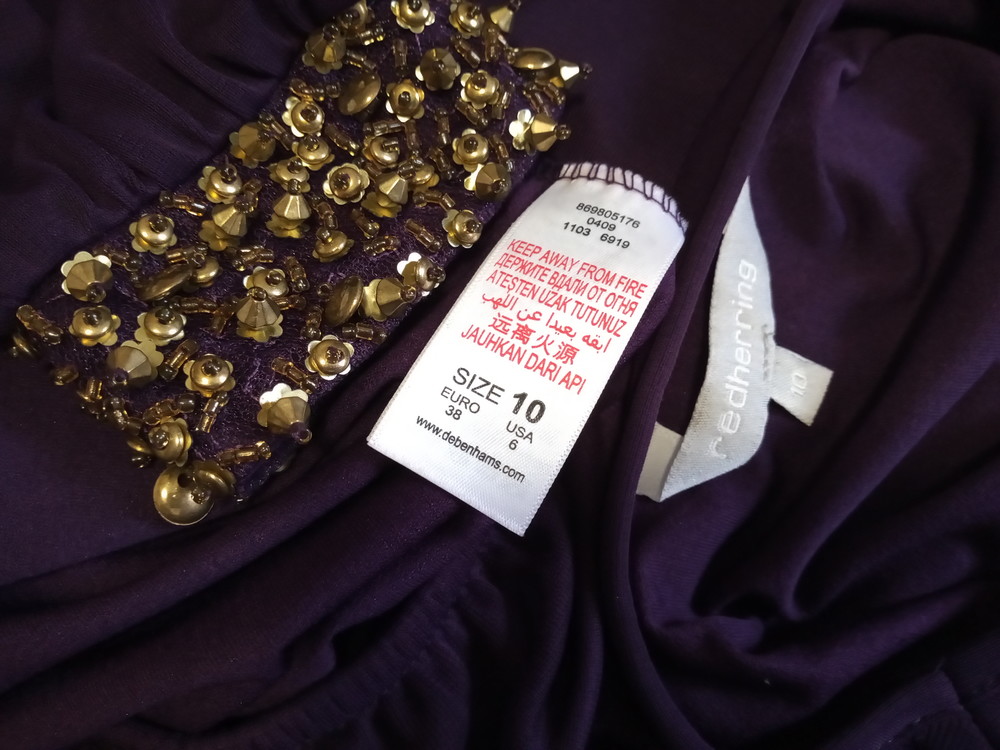 869805176
0409
1103 6919
KEEP AWAY FROM FIRE
ДЕРЖИТЕ ВДАЛИ ОТ ОГНЯ
ATEŞTEN UZAK TUTUNUZ
ابقه بعيدا عن اللهب
远离火源
JAUHKAN DARI API
SIZE 10
EURO USA
38 6
www.debenhams.com
redherring
10